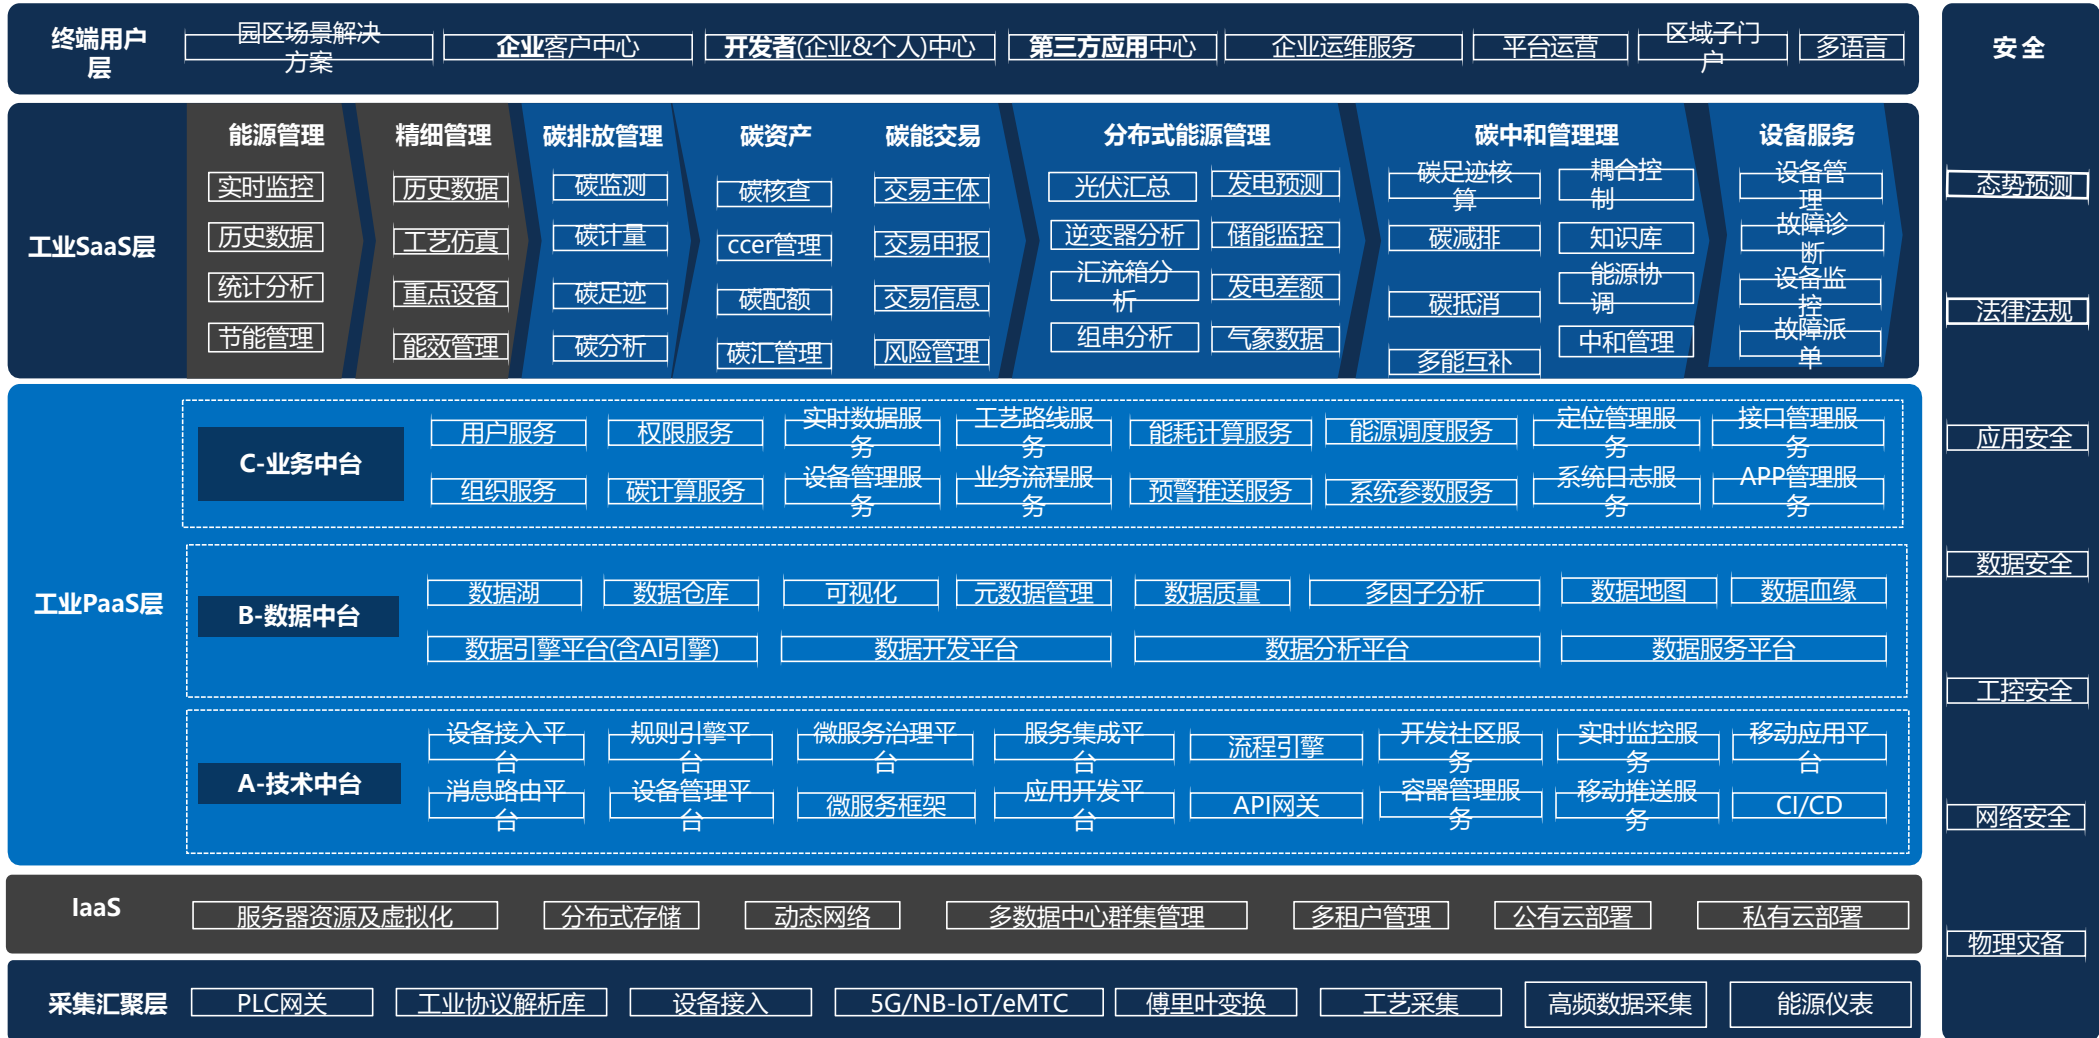 终端用户
层
园区场景解决
方案
企业客户中心
开发者(企业&个人)中心
第三方应用中心
企业运维服务
平台运营
区域子门
户
多语言
工业SaaS层
能源管理
实时监控
历史数据
统计分析
节能管理
精细管理
历史数据
工艺仿真
重点设备
能效管理
碳排放管理
碳监测
碳计量
碳足迹
碳分析
碳资产
碳核查
ccer管理
碳配额
碳汇管理
碳能交易
交易主体
交易申报
交易信息
风险管理
分布式能源管理
光伏汇总
逆变器分析
汇流箱分
析
组串分析
发电预测
储能监控
发电差额
气象数据
碳中和管理理
碳足迹核
算
碳减排
碳抵消
多能互补
耦合控
制
知识库
能源协
调
中和管理
设备服务
设备管
理
故障诊
断
设备监
控
故障派
单
工业PaaS层
C-业务中台
用户服务
权限服务
实时数据服
务
工艺路线服
务
能耗计算服务
能源调度服务
定位管理服
务
接口管理服
务
组织服务
碳计算服务
设备管理服
务
业务流程服
务
预警推送服务
系统参数服务
系统日志服
务
APP管理服
务
B-数据中台
数据湖
数据仓库
可视化
元数据管理
数据质量
多因子分析
数据地图
数据血缘
数据引擎平台(含AI引擎)
数据开发平台
数据分析平台
数据服务平台
A-技术中台
设备接入平
台
规则引擎平
台
微服务治理平
台
服务集成平
台
流程引擎
开发社区服
务
实时监控服
务
移动应用平
台
消息路由平
台
设备管理平
台
微服务框架
应用开发平
台
API网关
容器管理服
务
移动推送服
务
CI/CD
IaaS
服务器资源及虚拟化
分布式存储
动态网络
多数据中心群集管理
多租户管理
公有云部署
私有云部署
采集汇聚层
PLC网关
工业协议解析库
设备接入
5G/NB-IoT/eMTC
傅里叶变换
工艺采集
高频数据采集
能源仪表
安全
态势预测
法律法规
应用安全
数据安全
工控安全
网络安全
物理灾备